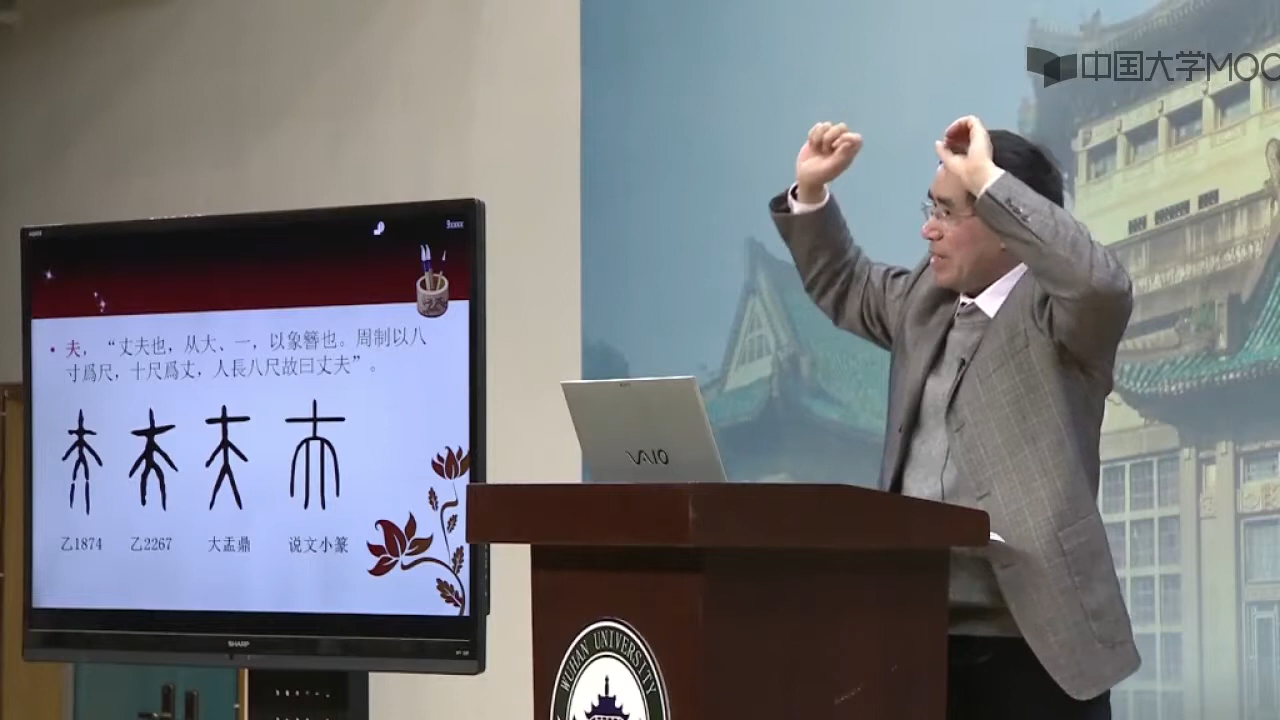 中国大学MOC
夫，“丈夫也，从大、一，以象簪也。周制以八
寸爲尺，十尺爲丈，人長八尺故曰丈夫”。
乙1874 乙2267 大盂鼎 说文小篆
SHARP
VAIO
WUHAN UNIVERSITY